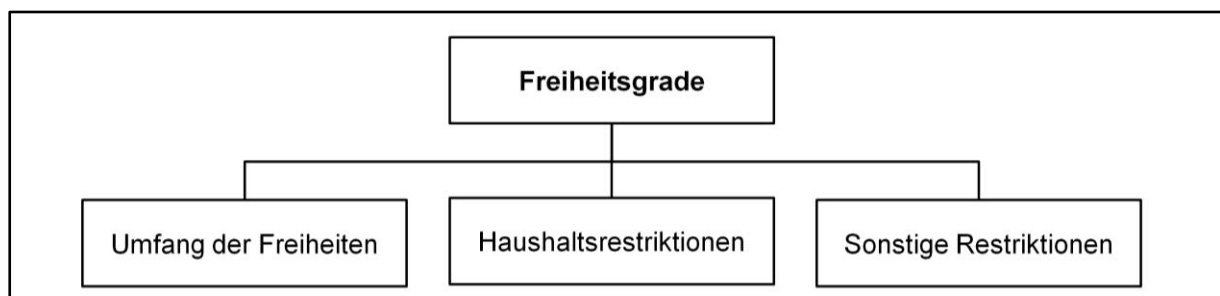 Freiheitsgrade
Umfang der Freiheiten
Haushaltsrestriktionen
Sonstige Restriktionen